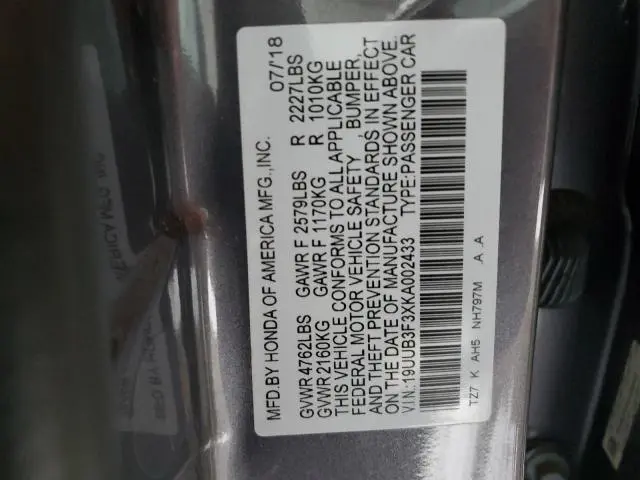 MFD.BY HONDA OF AMERICA MFG.,INC. 07/'18
GVWR 4762LBS GAWR F 2579LBS R 2227LBS
GVWR 2160KG GAWR F 1170KG R 1010KG
THIS VEHICLE CONFORMS TO ALL APPLICABLE
FEDERAL MOTOR VEHICLE SAFETY , BUMPER,
AND THEFT PREVENTION STANDARDS IN EFFECT
ON THE DATE OF MANUFACTURE SHOWN ABOVE.
V.I.N.:19UUB3F3XKA002433 TYPE:PASSENGER CAR
TZ7 K AH5 NH797M A .A